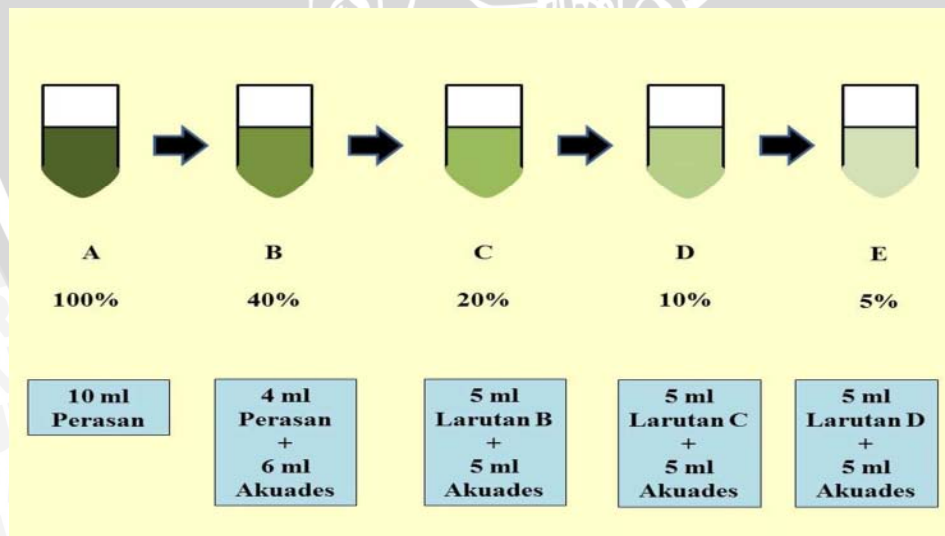 A B C D E
100% 40% 20% 10% 5%
10 ml
Perasan
4 ml
Perasan
+
6 ml
Akuades
5 ml
Larutan B
+
5 ml
Akuades
5 ml
Larutan C
+
5 ml
Akuades
5 ml
Larutan D
+
5 ml
Akuades